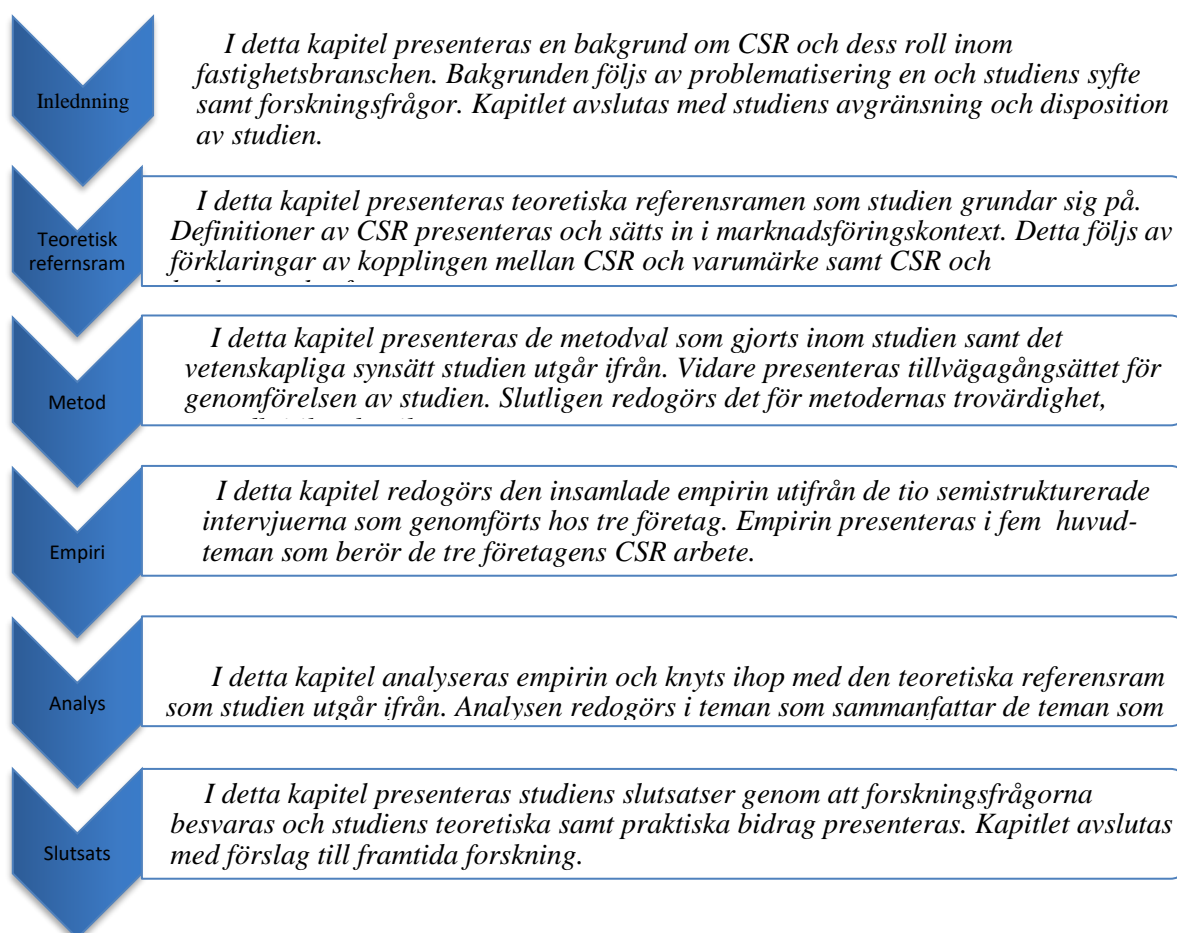 Inlednning
I detta kapitel presenteras en bakgrund om CSR och dess roll inom
fastighetsbranschen. Bakgrunden följs av problematisering en och studiens syfte
samt forskningsfrågor. Kapitlet avslutas med studiens avgränsning och disposition
av studien.
Teoretisk
refernsram
I detta kapitel presenteras teoretiska referensramen som studien grundar sig på.
Definitioner av CSR presenteras och sätts in i marknadsföringskontext. Detta följs av
förklaringar av kopplingen mellan CSR och varumärke samt CSR och
Metod
I detta kapitel presenteras de metodval som gjorts inom studien samt det
vetenskapliga synsätt studien utgår ifrån. Vidare presenteras tillvägagångsättet för
genomförelsen av studien. Slutligen redogörs det för metodernas trovärdighet,
Empiri
I detta kapitel redogörs den insamlade empirin utifrån de tio semistrukturerade
intervjuerna som genomförts hos tre företag. Empirin presenteras i fem huvud-
teman som berör de tre företagens CSR arbete.
Analys
I detta kapitel analyseras empirin och knyts ihop med den teoretiska referensram
som studien utgår ifrån. Analysen redogörs i teman som sammanfattar de teman som
Slutsats
I detta kapitel presenteras studiens slutsatser genom att forskningsfrågorna
besvaras och studiens teoretiska samt praktiska bidrag presenteras. Kapitlet avslutas
med förslag till framtida forskning.